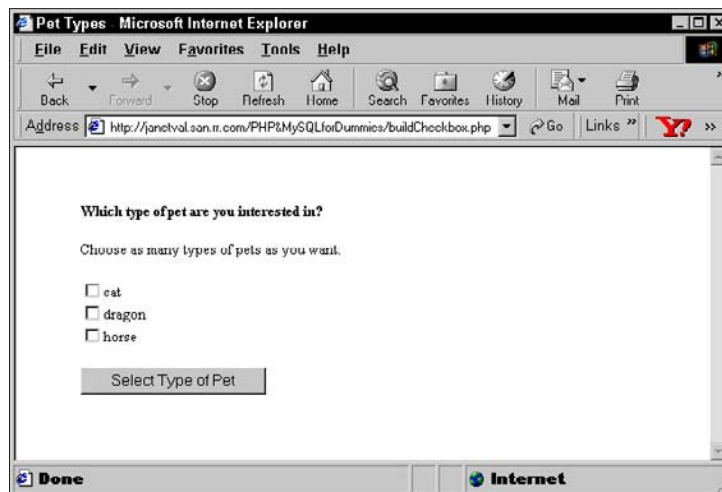 Pet Types - Microsoft Internet Explorer
File Edit View Favorites Tools Help
Back Forward Stop Refresh Home Search Favorites History Mail Print
Address http://janetval.san.rr.com/PHP&MySQLforDummies/buildCheckbox.php Go Links » Y! »
Which type of pet are you interested in?
Choose as many types of pets as you want.
cat
dragon
horse
Select Type of Pet
Done Internet